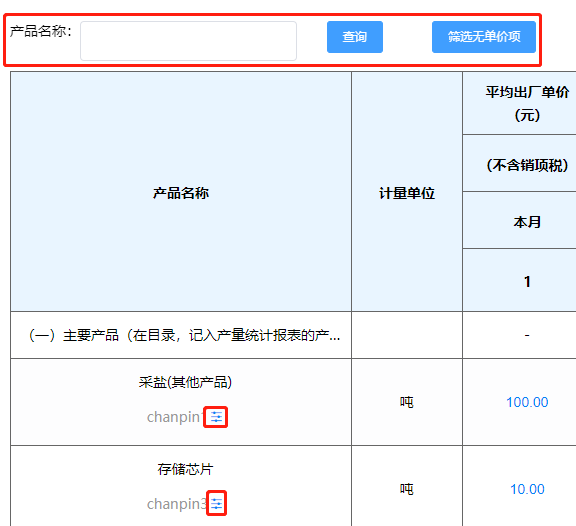 产品名称：
查询
筛选无单价项
产品名称
计量单位
平均出厂单价
（元）
（不含销项税）
本月
1
（一）主要产品（在目录，记入产量统计报表的产...
-
采盐(其他产品)
chanpin
吨
100.00
存储芯片
chanpin3
吨
10.00